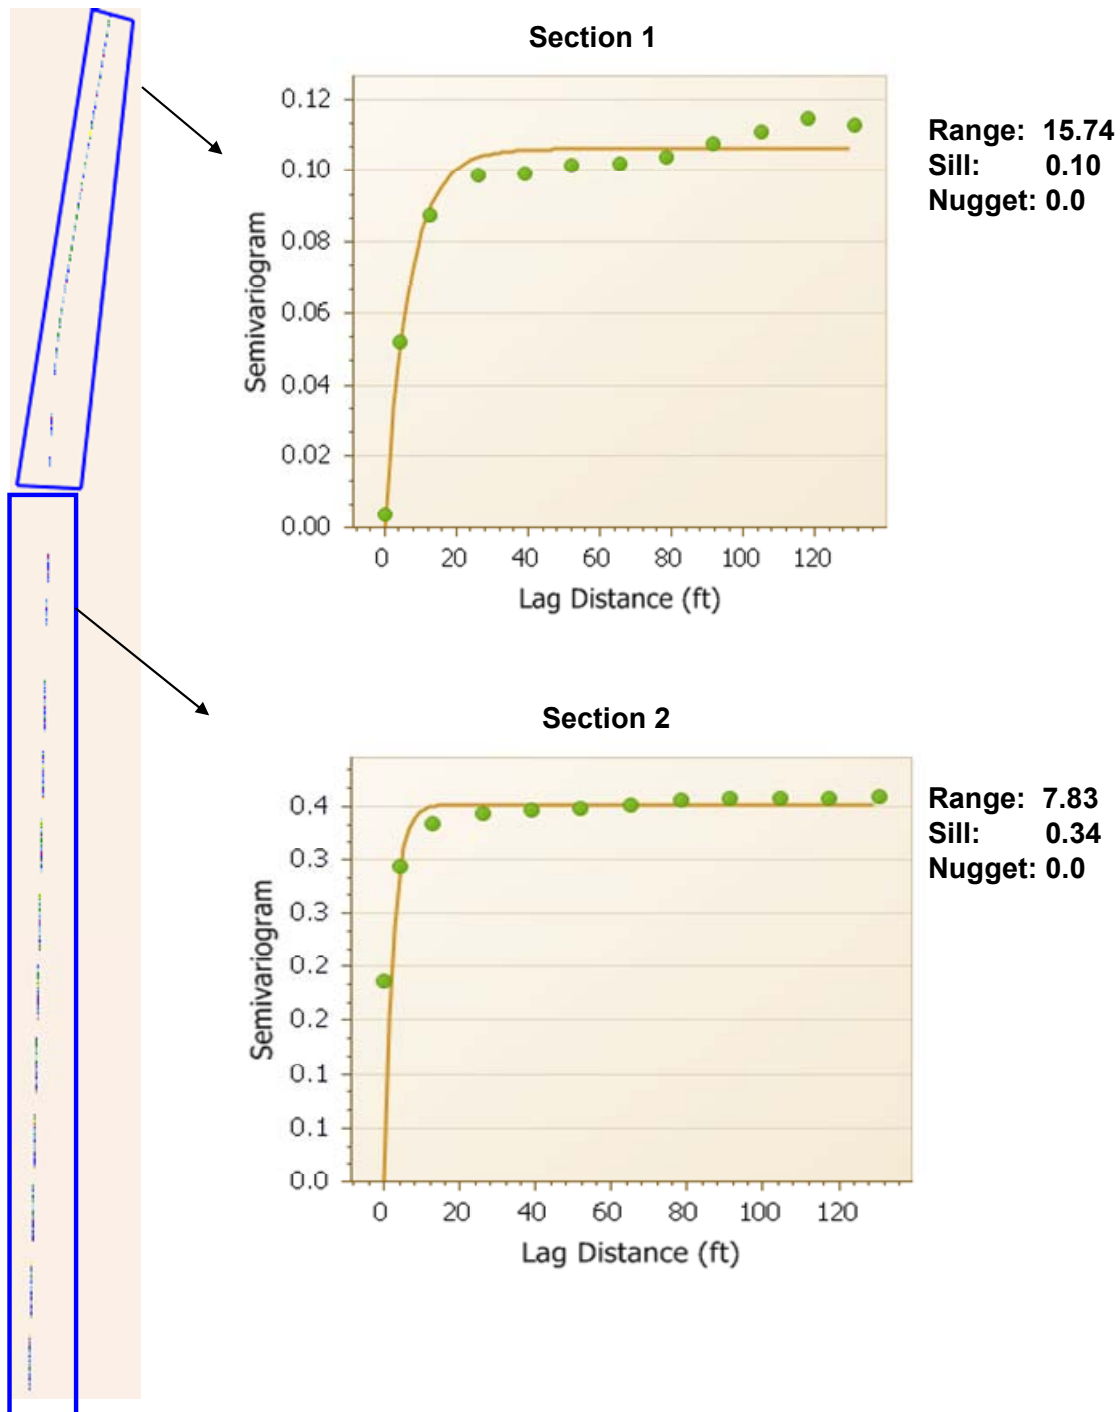 Section 1
0.12
0.10
0.08
0.06
0.04
0.02
0.00
Semivariogram
0 20 40 60 80 100 120
Lag Distance (ft)
Range: 15.74
Sill: 0.10
Nugget: 0.0
Section 2
0.4
0.3
0.3
0.2
0.2
0.1
0.1
0.0
Semivariogram
0 20 40 60 80 100 120
Lag Distance (ft)
Range: 7.83
Sill: 0.34
Nugget: 0.0